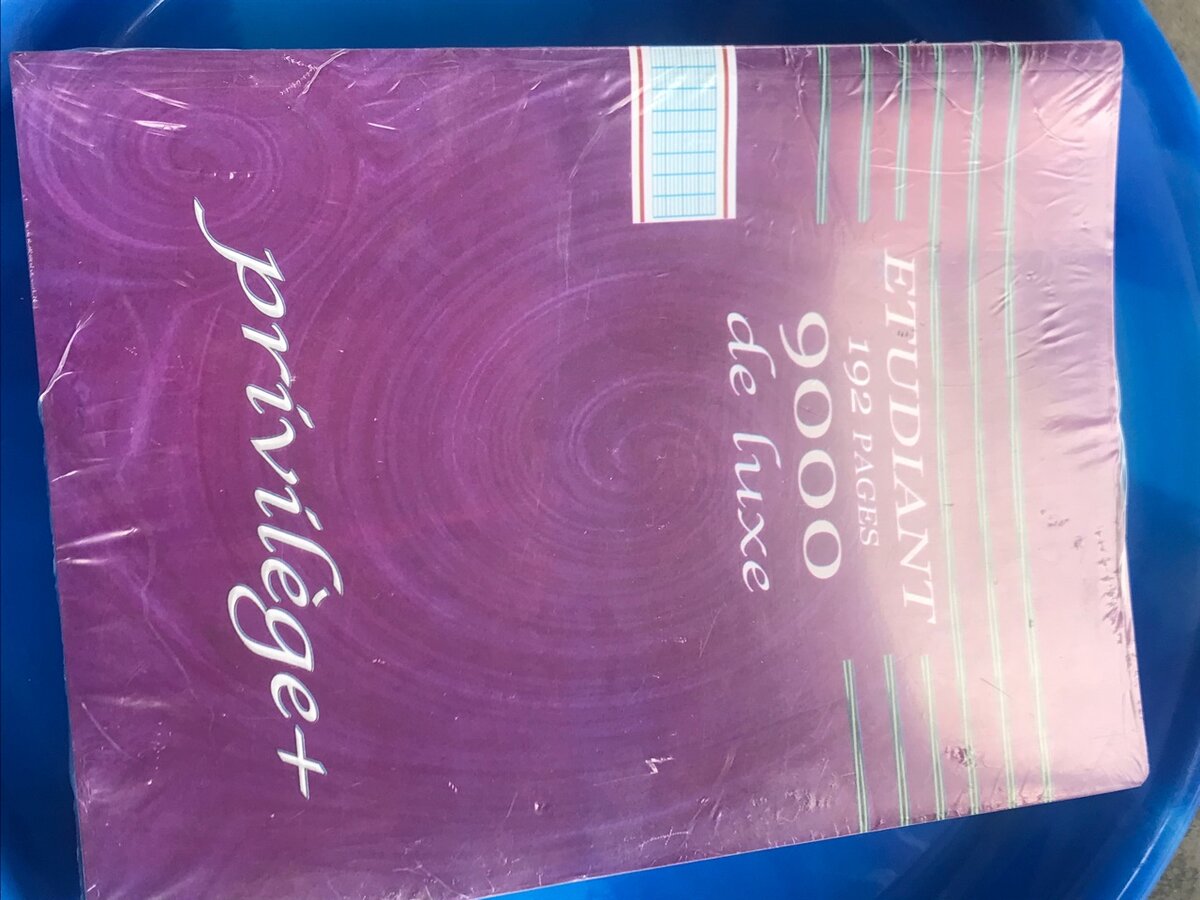 ETUDIANT
192 PAGES
9000
de luxe
privilège+